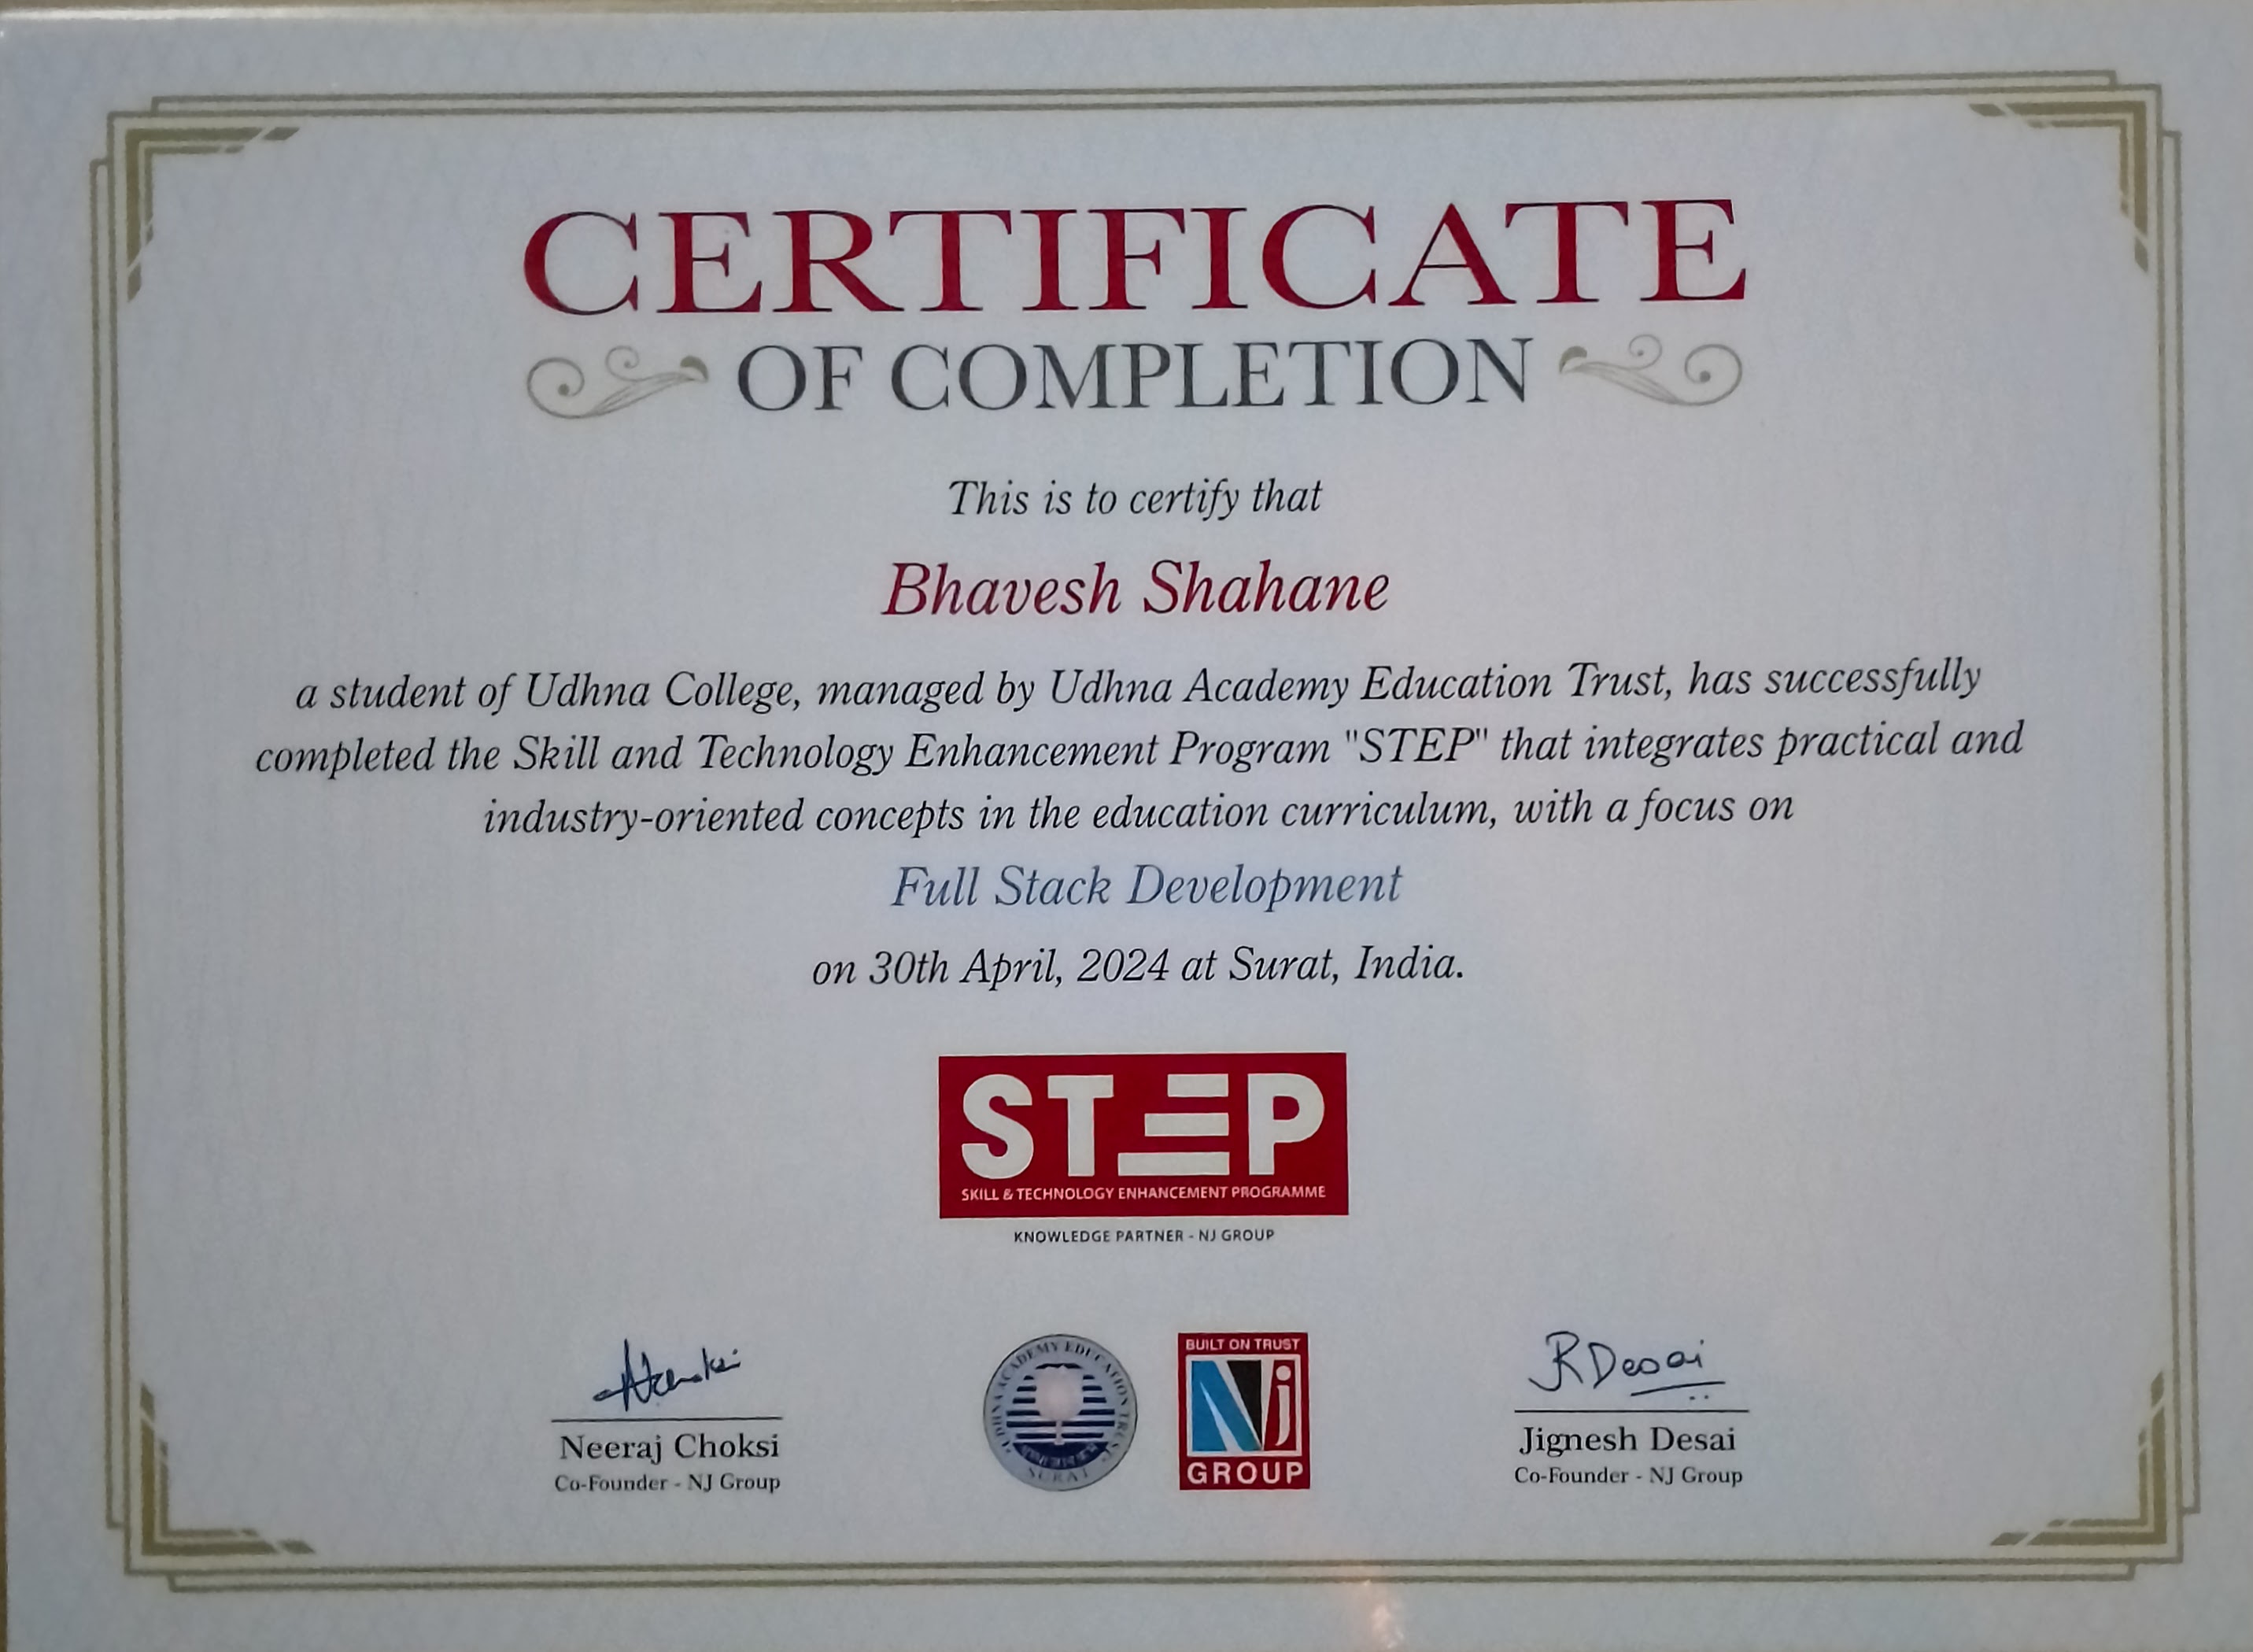 CERTIFICATE
OF COMPLETION
This is to certify that
Bhavesh Shahane
a student of Udhna College, managed by Udhna Academy Education Trust, has successfully
completed the Skill and Technology Enhancement Program "STEP" that integrates practical and
industry-oriented concepts in the education curriculum, with a focus on
Full Stack Development
on 30th April, 2024 at Surat, India.
STEP
SKILL & TECHNOLOGY ENHANCEMENT PROGRAMME
KNOWLEDGE PARTNER - NJ GROUP
JRDesai
Neeraj Choksi
Co-Founder - NJ Group
UDHNA ACADEMY EDUCATION TRUST
SURAT
BUILT ON TRUST
NJ
GROUP
Jignesh Desai
Co-Founder - NJ Group